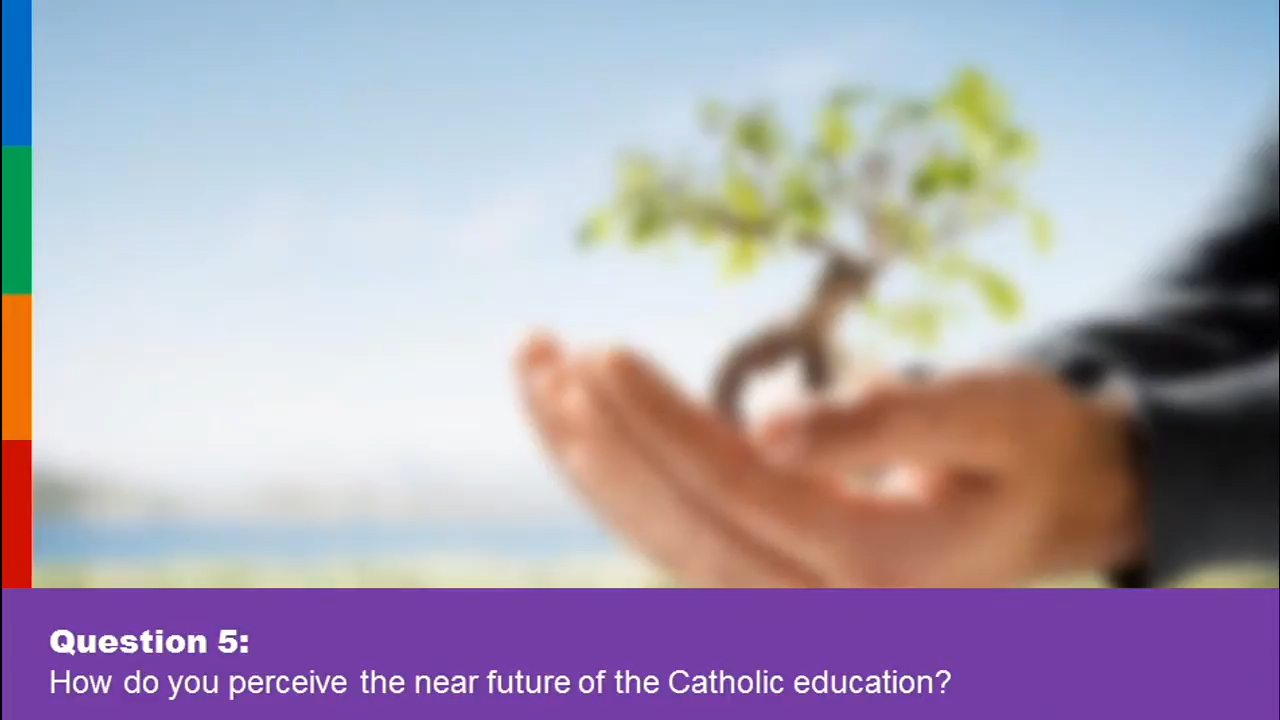 Question 5:
How do you perceive the near future of the Catholic education?